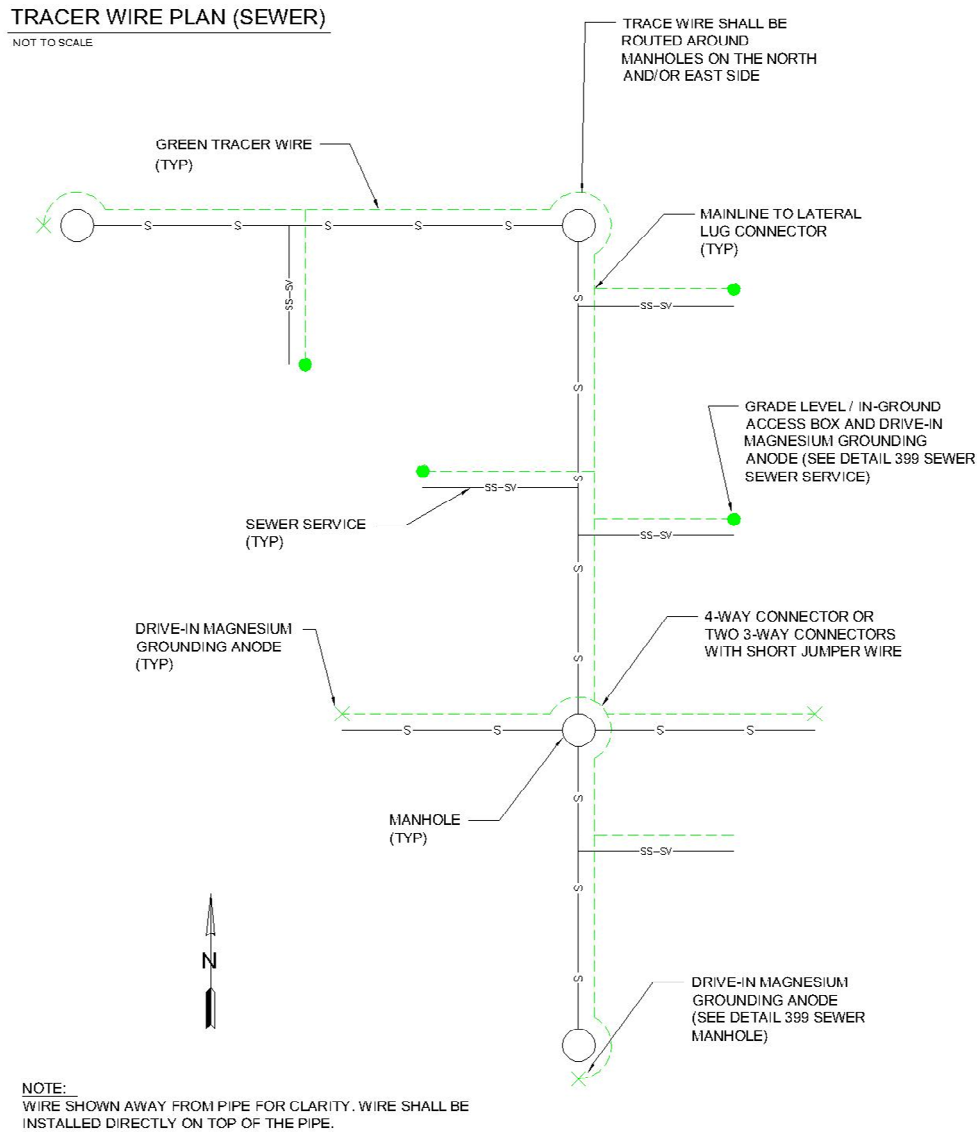 TRACER WIRE PLAN (SEWER)
NOT TO SCALE
TRACE WIRE SHALL BE
ROUTED AROUND
MANHOLES ON THE NORTH
AND/OR EAST SIDE
GREEN TRACER WIRE
(TYP)
S S S S S
MAINLINE TO LATERAL
LUG CONNECTOR
(TYP)
SS-SV
S
SS-SV
S
GRADE LEVEL / IN-GROUND
ACCESS BOX AND DRIVE-IN
MAGNESIUM GROUNDING
ANODE (SEE DETAIL 399 SEWER
SEWER SERVICE)
S
SS-SV
SEWER SERVICE
(TYP)
SS-SV
S
4-WAY CONNECTOR OR
TWO 3-WAY CONNECTORS
WITH SHORT JUMPER WIRE
DRIVE-IN MAGNESIUM
GROUNDING ANODE
(TYP)
S
S S S S
S
MANHOLE
(TYP)
SS-SV
S
N
S
DRIVE-IN MAGNESIUM
GROUNDING ANODE
(SEE DETAIL 399 SEWER
MANHOLE)
NOTE:
WIRE SHOWN AWAY FROM PIPE FOR CLARITY. WIRE SHALL BE
INSTALLED DIRECTLY ON TOP OF THE PIPE.